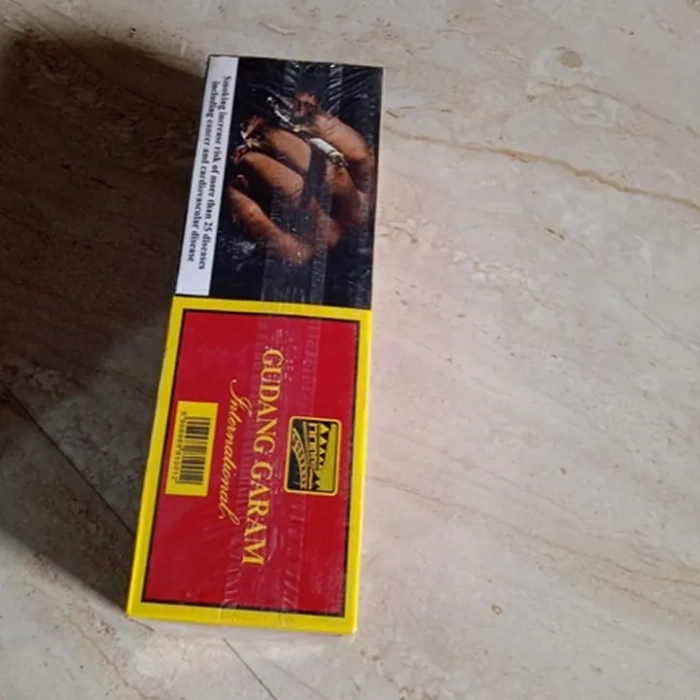 Smoking increase risk of more than 25 diseases
including cancer and cardiovascular disease
GUDANG GARAM
International